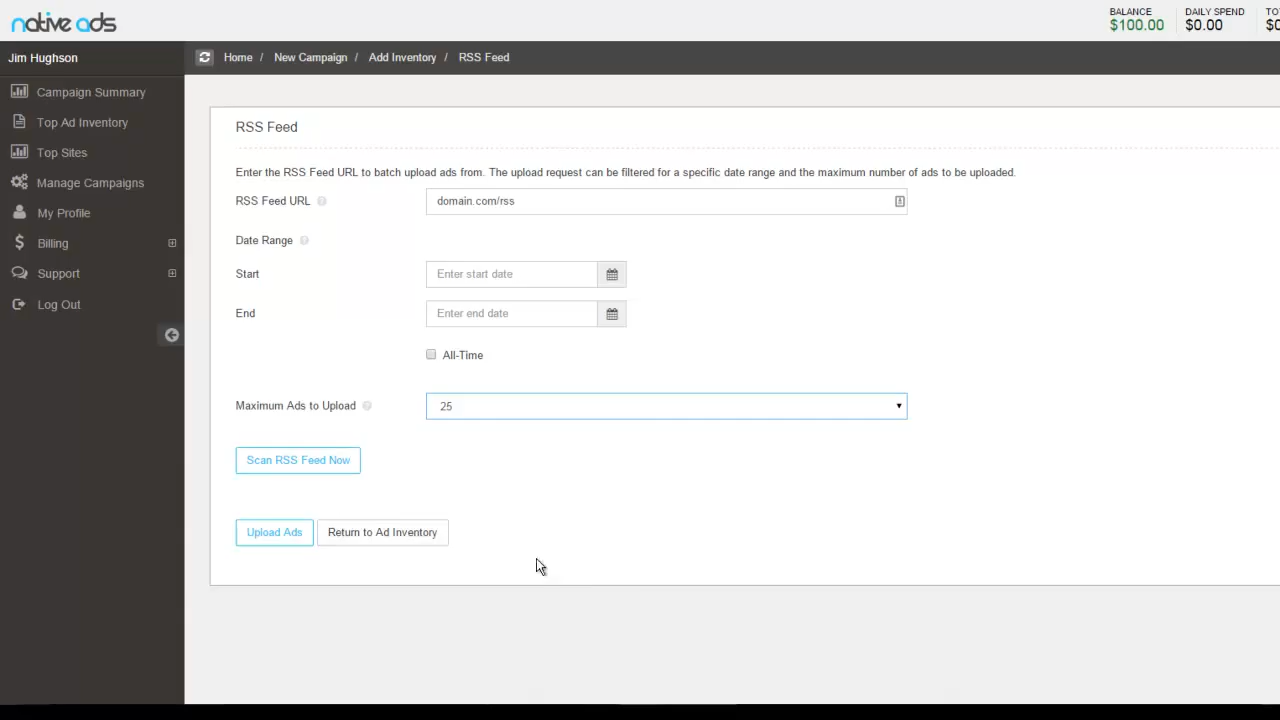 native ads
BALANCE
$100.00
DAILY SPEND
$0.00
Jim Hughson
Home / New Campaign / Add Inventory / RSS Feed
Campaign Summary
Top Ad Inventory
Top Sites
Manage Campaigns
My Profile
Billing
Support
Log Out
RSS Feed
Enter the RSS Feed URL to batch upload ads from. The upload request can be filtered for a specific date range and the maximum number of ads to be uploaded.
RSS Feed URL
domain.com/rss
Date Range
Start
Enter start date
End
Enter end date
All-Time
Maximum Ads to Upload
25
Scan RSS Feed Now
Upload Ads
Return to Ad Inventory